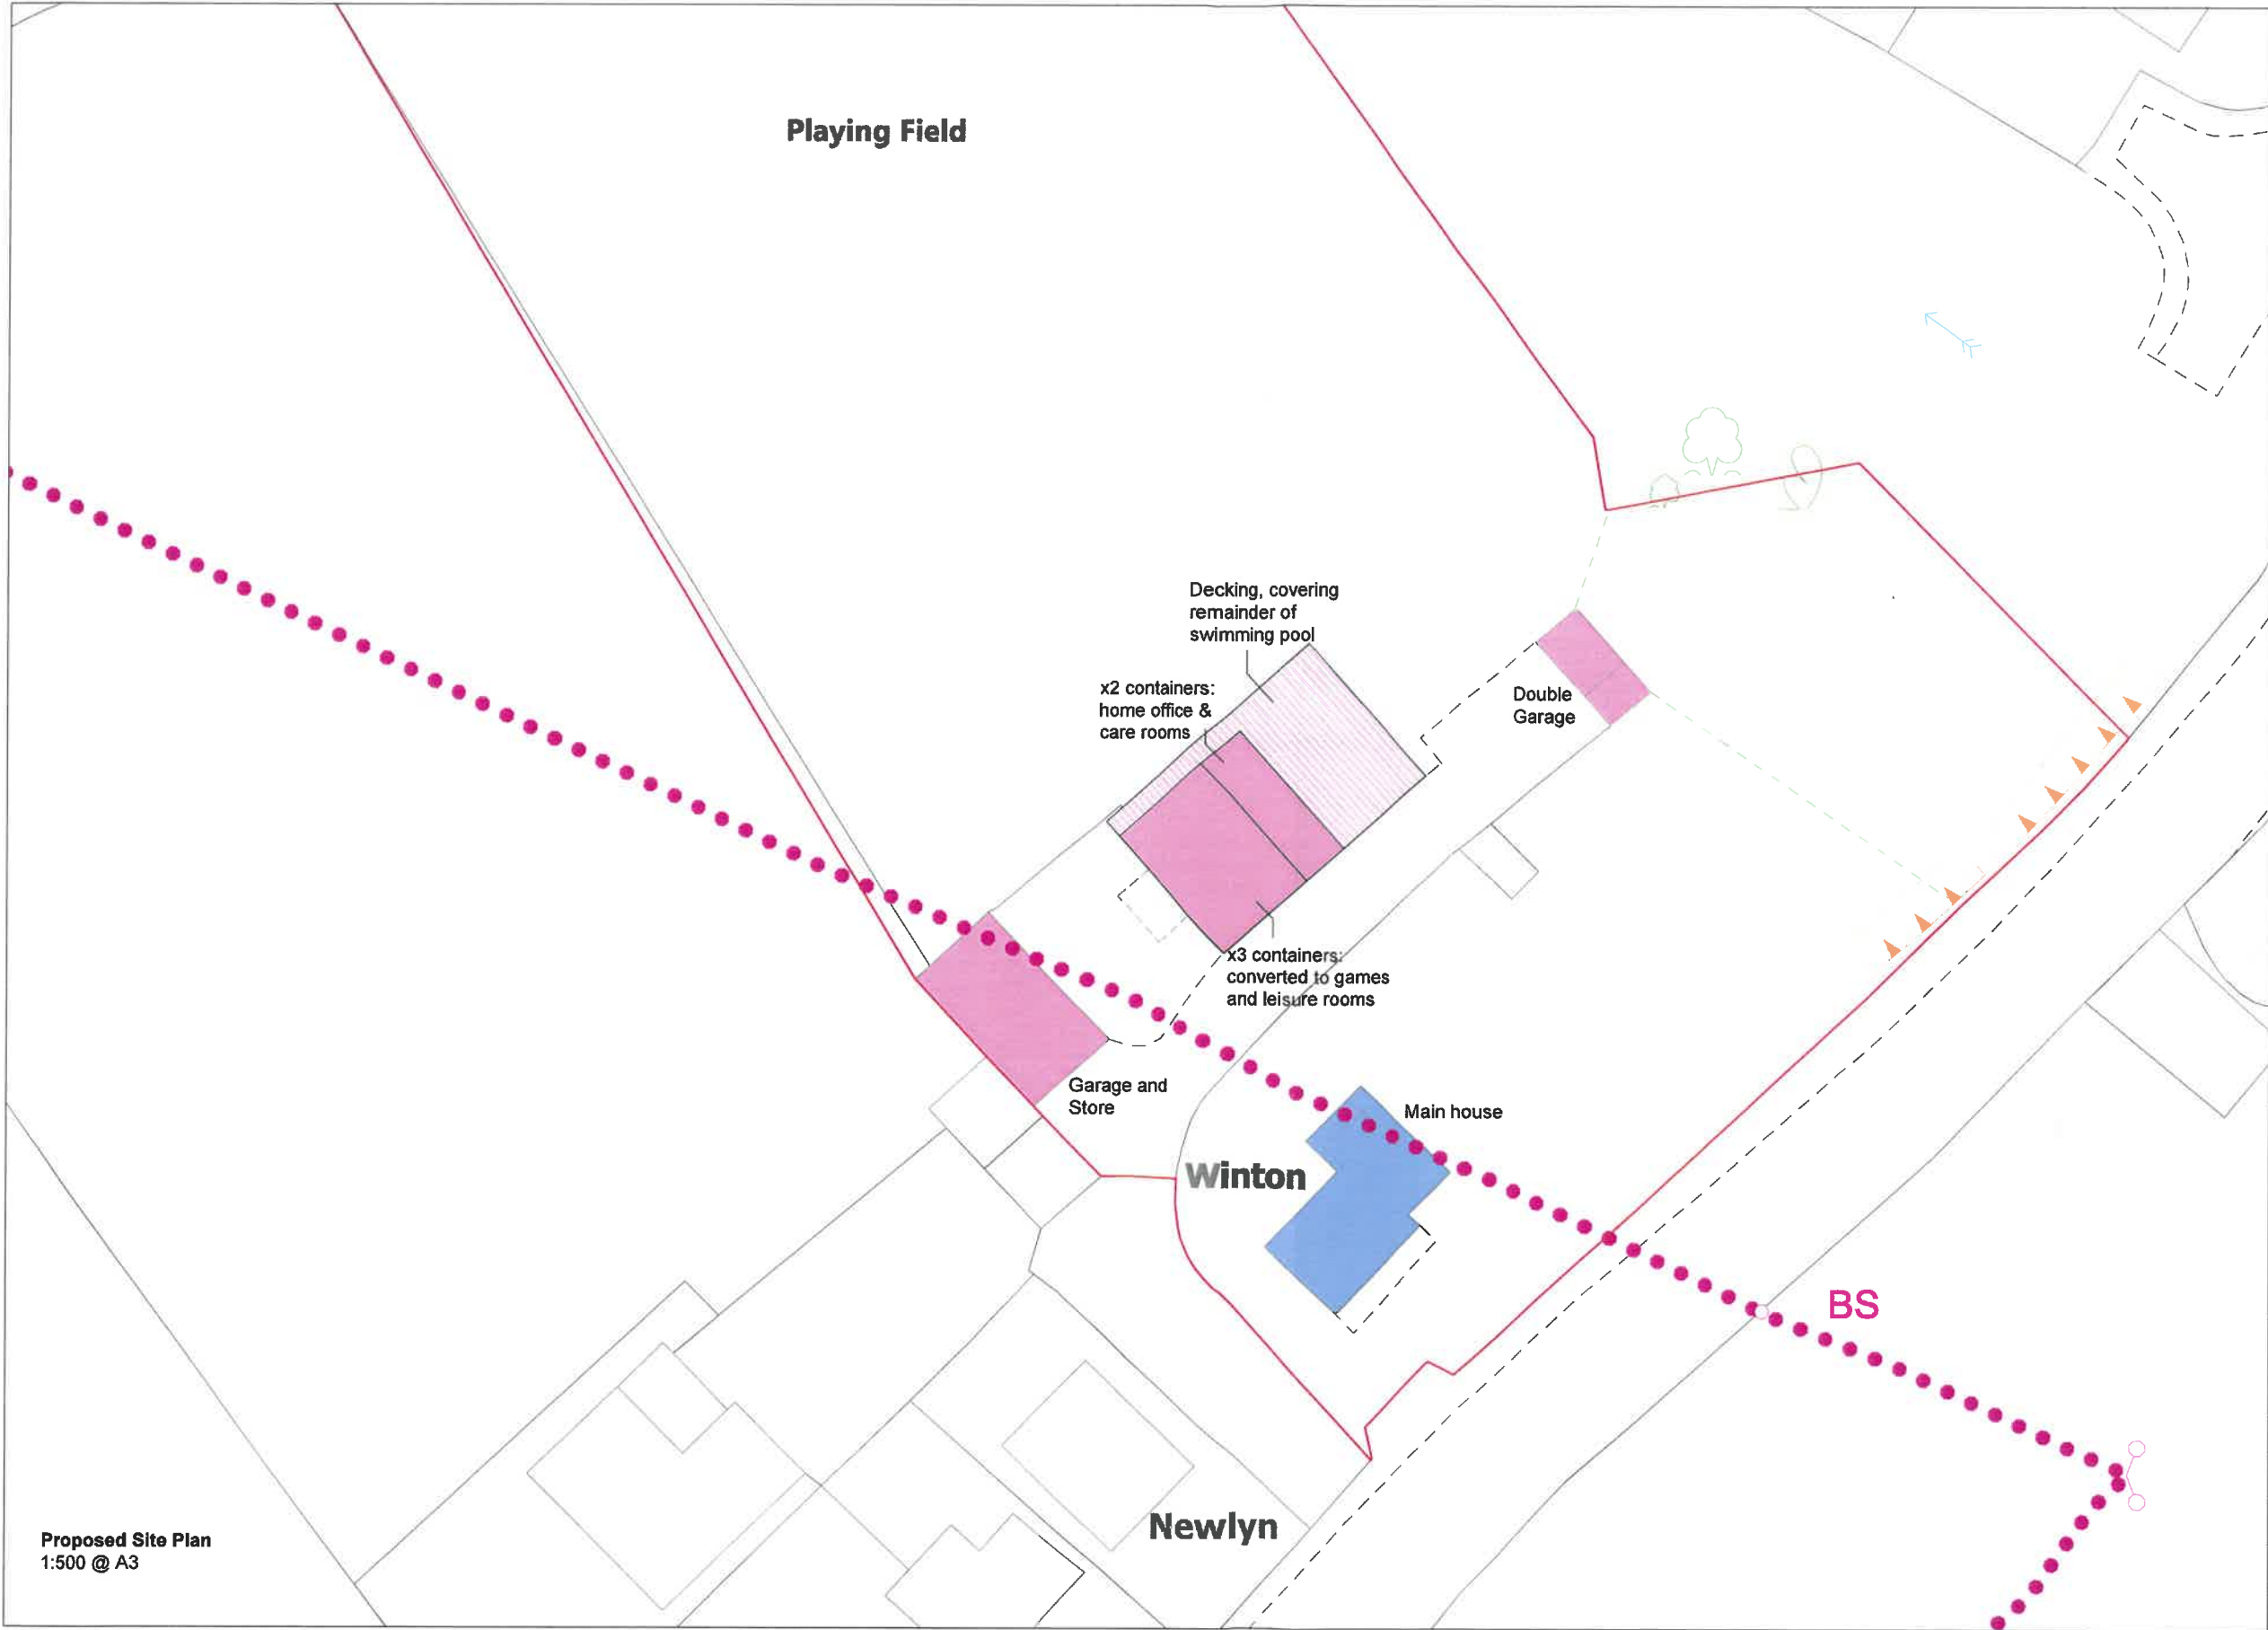 Playing Field
Decking, covering
remainder of
swimming pool
x2 containers:
home office &
care rooms
Double
Garage
x3 containers:
converted to games
and leisure rooms
Garage and
Store
Main house
Winton
BS
Newlyn
Proposed Site Plan
1:500 @ A3